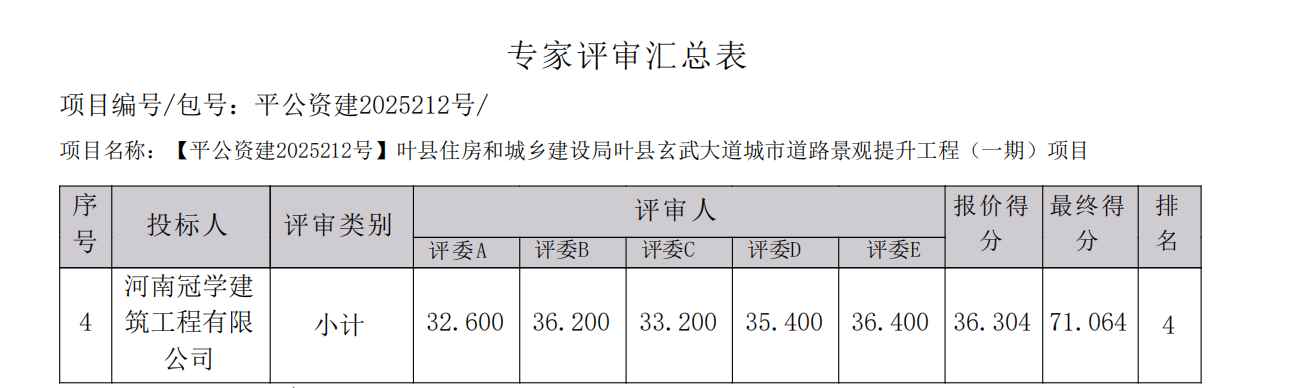 专家评审汇总表
项目编号/包号：平公资建2025212号/
项目名称：【平公资建2025212号】叶县住房和城乡建设局叶县玄武大道城市道路景观提升工程（一期）项目
序号 投标人 评审类别 评审人 报价得分 最终得分 排名
评委A 评委B 评委C 评委D 评委E
4 河南冠学建筑工程有限公司 小计 32.600 36.200 33.200 35.400 36.400 36.304 71.064 4